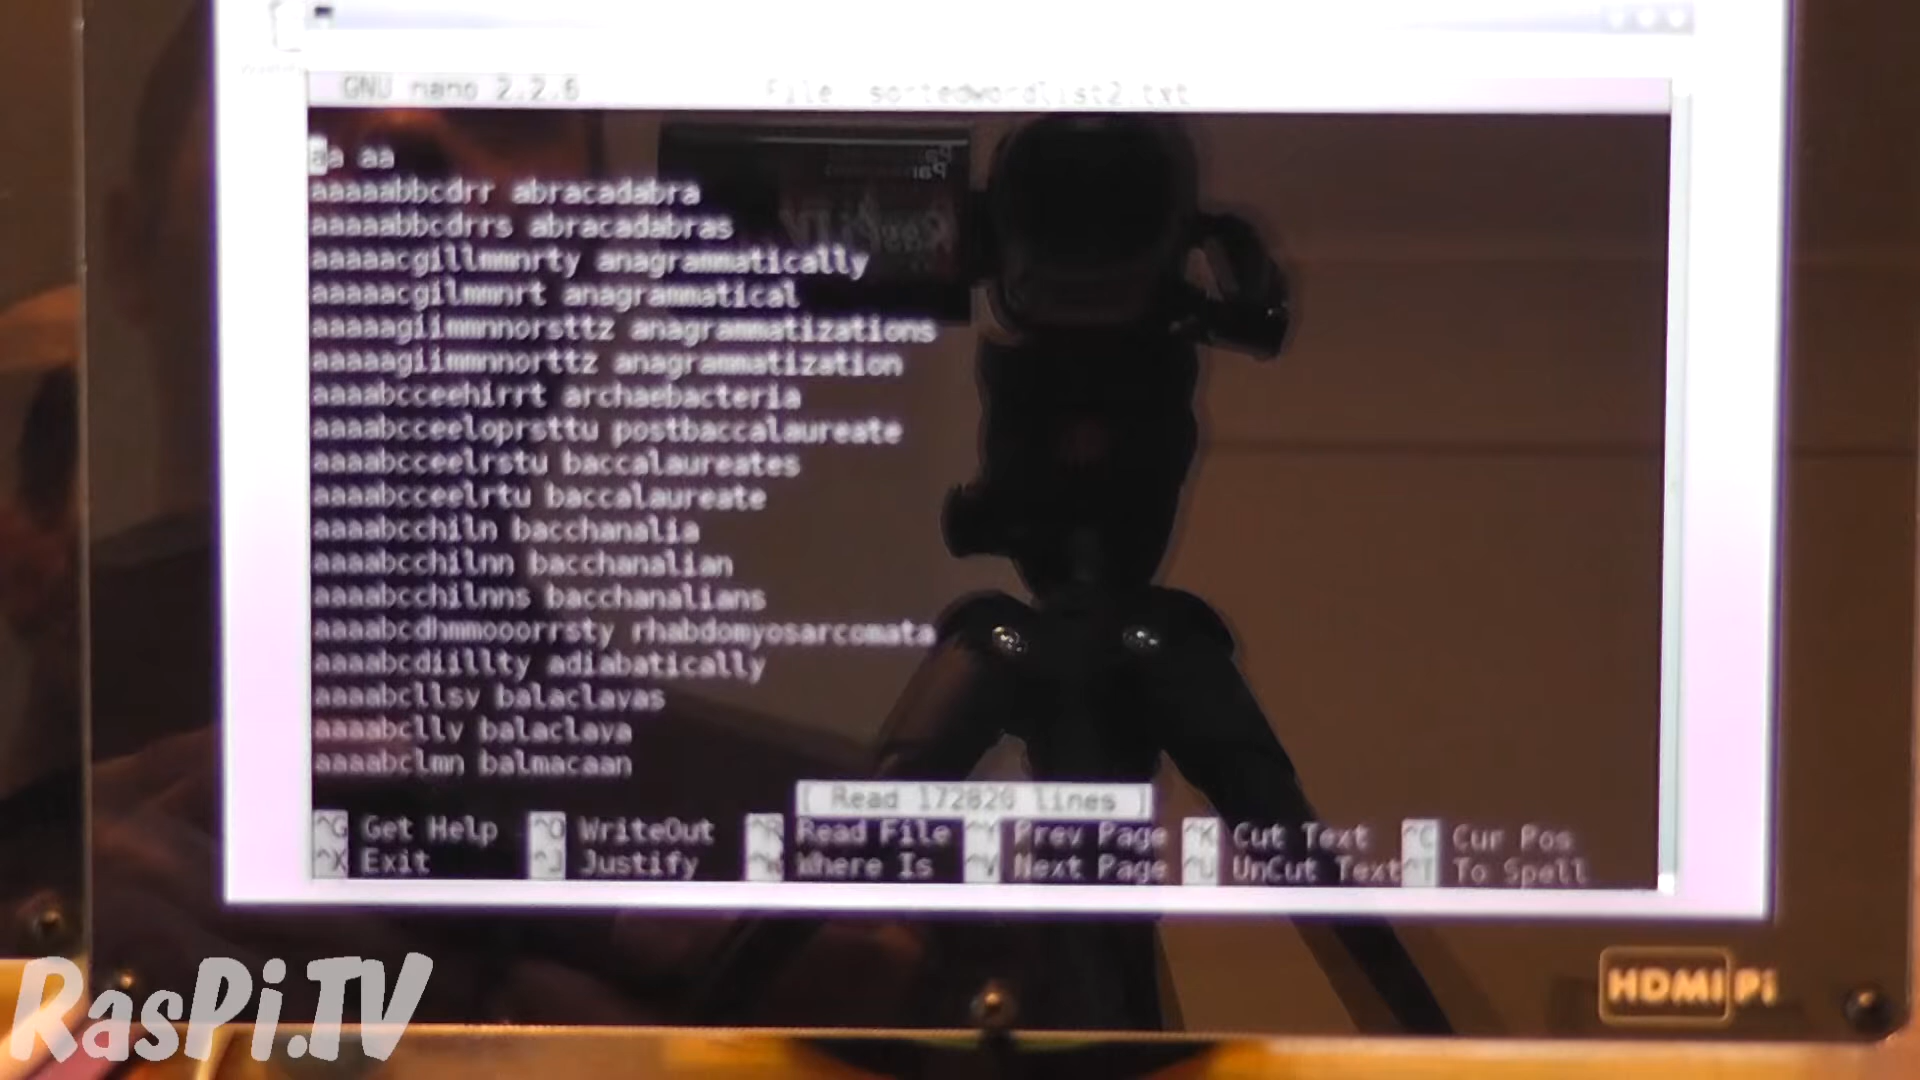 GNU nano 2.2.6 File sortedwordlist2.txt
aa aa
aaaaabbcdrr abracadabra
aaaaabbcdrrs abracadabras
aaaaacgillmmnrty anagrammatically
aaaaacgilmmnrt anagrammatical
aaaaagiimmnnorsttz anagrammatizations
aaaaagiimmnnorttz anagrammatization
aaaabcceehirrt archaebacteria
aaaabcceeloprsttu postbaccalaureate
aaaabcceelrstu baccalaureates
aaaabcceelrtu baccalaureate
aaaabcchiln bacchanalia
aaaabcchilnn bacchanalian
aaaabcchilnns bacchanalians
aaaabcdhmmooorrsty rhabdomyosarcomata
aaaabcdiillty adiabatically
aaaabcllsv balaclavas
aaaabcllv balaclava
aaaabclmn balmacaan
[ Read 172820 lines ]
^G Get Help ^O WriteOut ^R Read File ^Y Prev Page ^K Cut Text ^C Cur Pos
^X Exit ^J Justify ^W Where Is ^V Next Page ^U UnCut Text ^T To Spell
HDMIPi
RasPi.TV